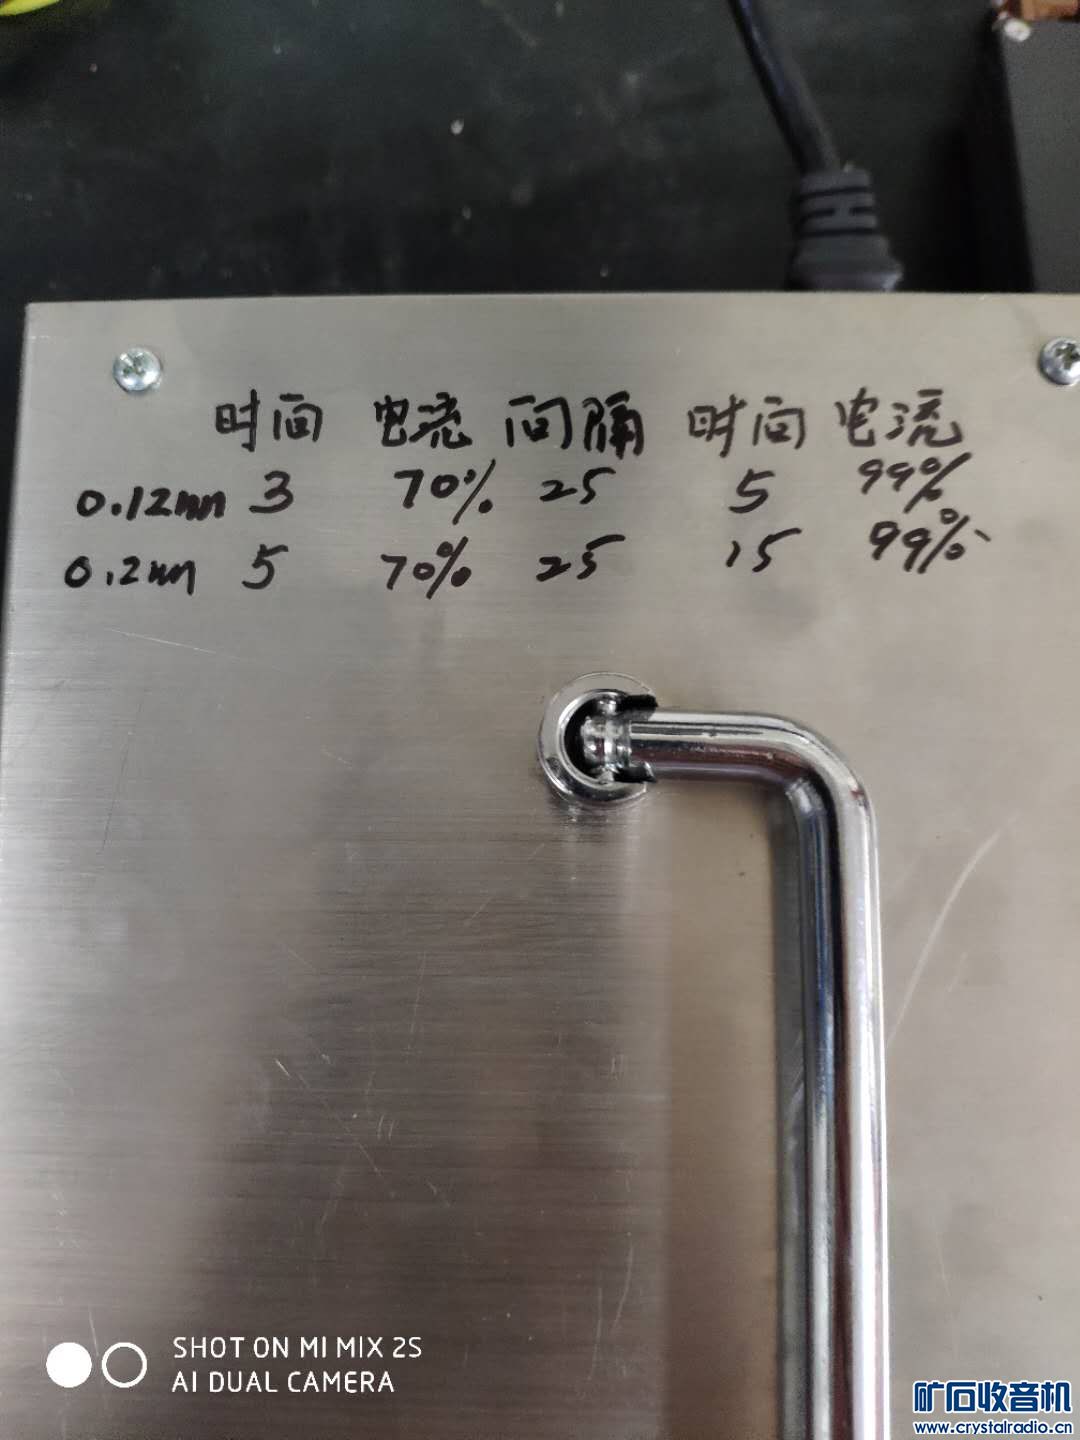 时间 电流 间隔 时间 电流
0.12mm 3 70% 25 5 99%
0.2mm 5 70% 25 15 99%
SHOT ON MI MIX 2S
AI DUAL CAMERA
矿石收音机
www.crystalradio.cn